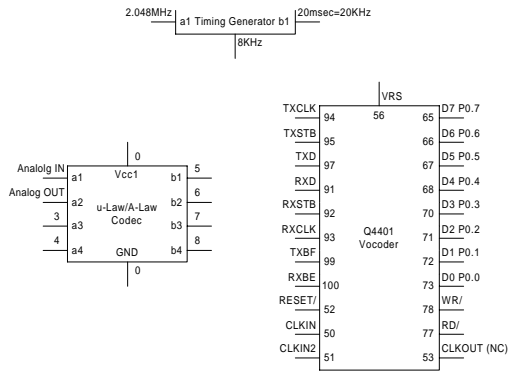 2.048MHz a1 Timing Generator b1 20msec=20KHz
8KHz
VRS
56
TXCLK 94 65 D7 P0.7
TXSTB 95 66 D6 P0.6
TXD 97 67 D5 P0.5
RXD 91 68 D4 P0.4
RXSTB 92 70 D3 P0.3
RXCLK 93 71 D2 P0.2
Q4401
Vocoder
TXBF 99 72 D1 P0.1
RXBE 100 73 D0 P0.0
RESET/ 52 78 WR/
CLKIN 50 77 RD/
CLKIN2 51 53 CLKOUT (NC)
0
Vcc1
Analolg IN a1 b1 5
Analog OUT a2 b2 6
u-Law/A-Law
Codec
3 a3 b3 7
4 a4 b4 8
GND
0